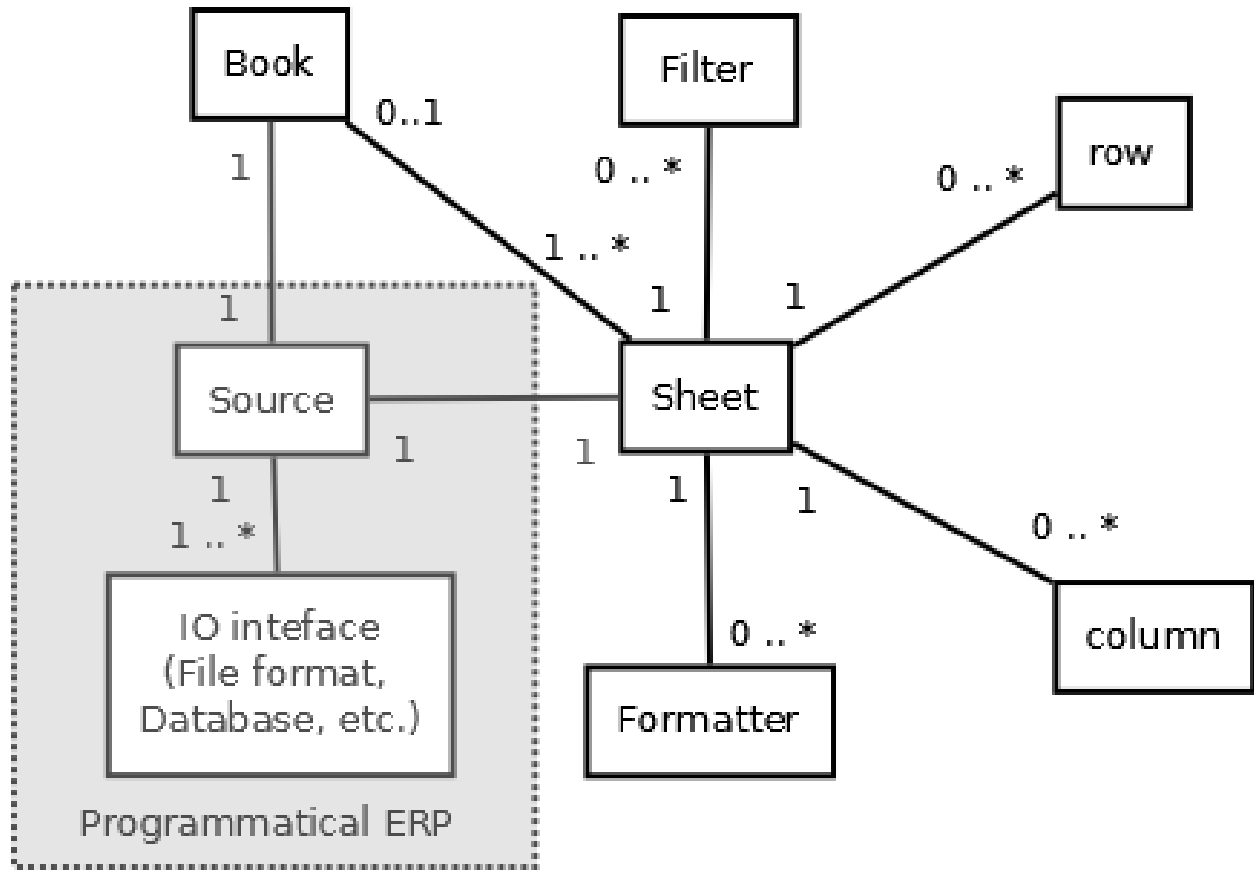 Book
Filter
row
0..1
1
0 .. *
0 .. *
1 .. *
1
1
1
Source
Sheet
1
1
1
1
1
1 .. *
0 .. *
IO inteface
(File format,
Database, etc.)
0 .. *
column
Formatter
Programmatical ERP